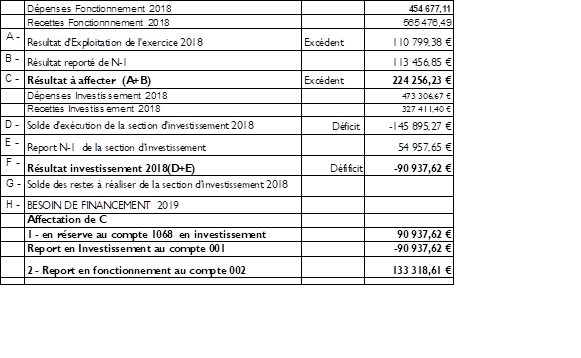 Dépenses Fonctionnement 2018 454 677,11
Recettes Fonctionnnement 2018 565 476,49
A - Resultat d'Exploitation de l'exercice 2018 Excédent 110 799,38 €
B - Résultat reporté de N-1 113 456,85 €
C - Résultat à affecter (A+B) Excédent 224 256,23 €
Dépenses Investissement 2018 473 306,67 €
Recettes Investissement 2018 327 411,40 €
D - Solde d'exécution de la section d'investissement 2018 Déficit -145 895,27 €
E - Report N-1 de la section d'investissement 54 957,65 €
F - Résultat investissement 2018(D+E) Défificit -90 937,62 €
G - Solde des restes à réaliser de la section d'investissement 2018
H - BESOIN DE FINANCEMENT 2019
Affectation de C
1 - en réserve au compte 1068 en investissement 90 937,62 €
Report en Investissement au compte 001 -90 937,62 €
2 - Report en fonctionnement au compte 002 133 318,61 €